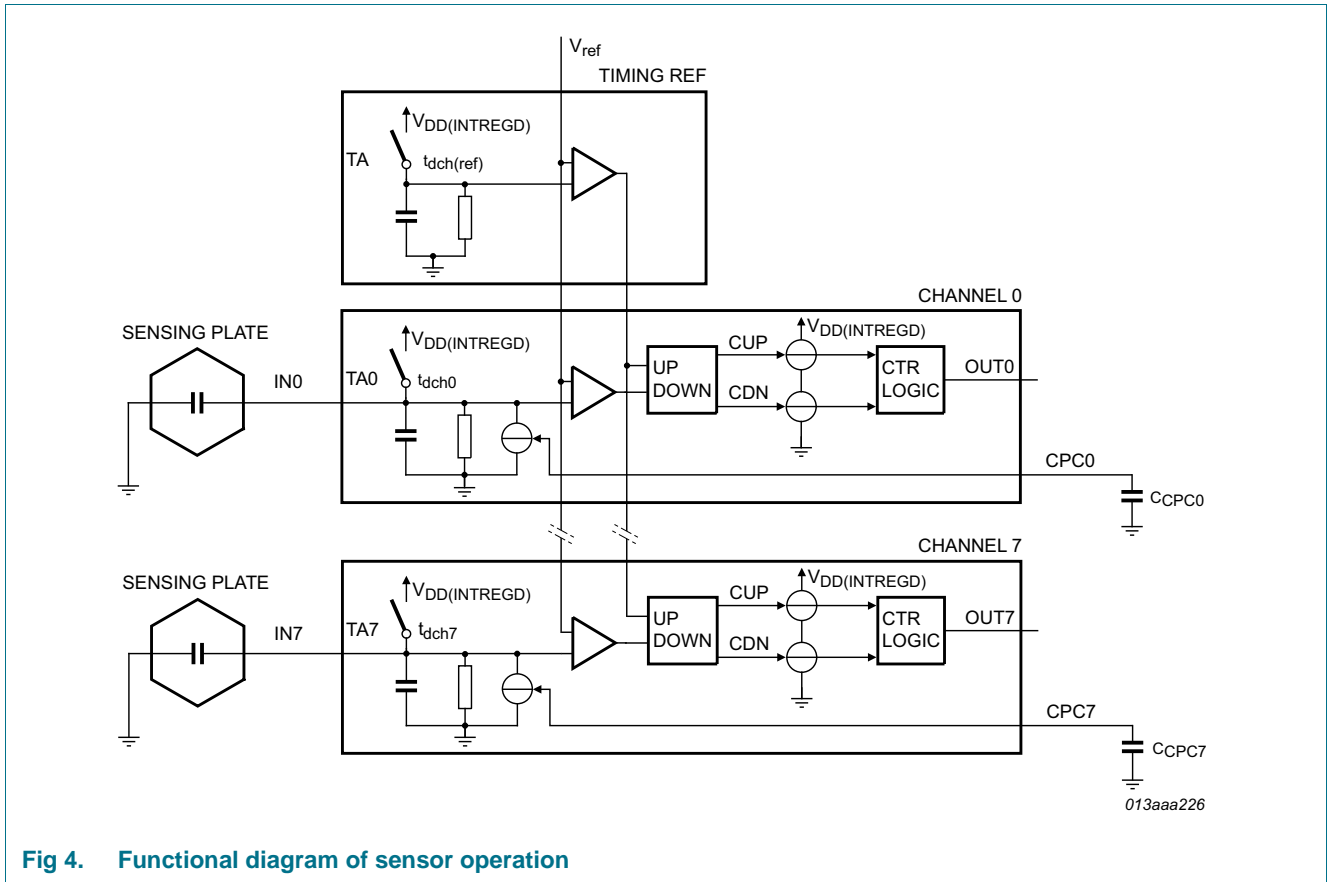 Vref
TIMING REF
VDD(INTREGD)
TA
tdch(ref)
CHANNEL 0
SENSING PLATE
VDD(INTREGD)
VDD(INTREGD)
IN0
TA0
tdch0
UP
DOWN
CUP
CDN
CTR
LOGIC
OUT0
CPC0
CCPC0
CHANNEL 7
SENSING PLATE
VDD(INTREGD)
VDD(INTREGD)
IN7
TA7
tdch7
UP
DOWN
CUP
CDN
CTR
LOGIC
OUT7
CPC7
CCPC7
013aaa226
Fig 4. Functional diagram of sensor operation